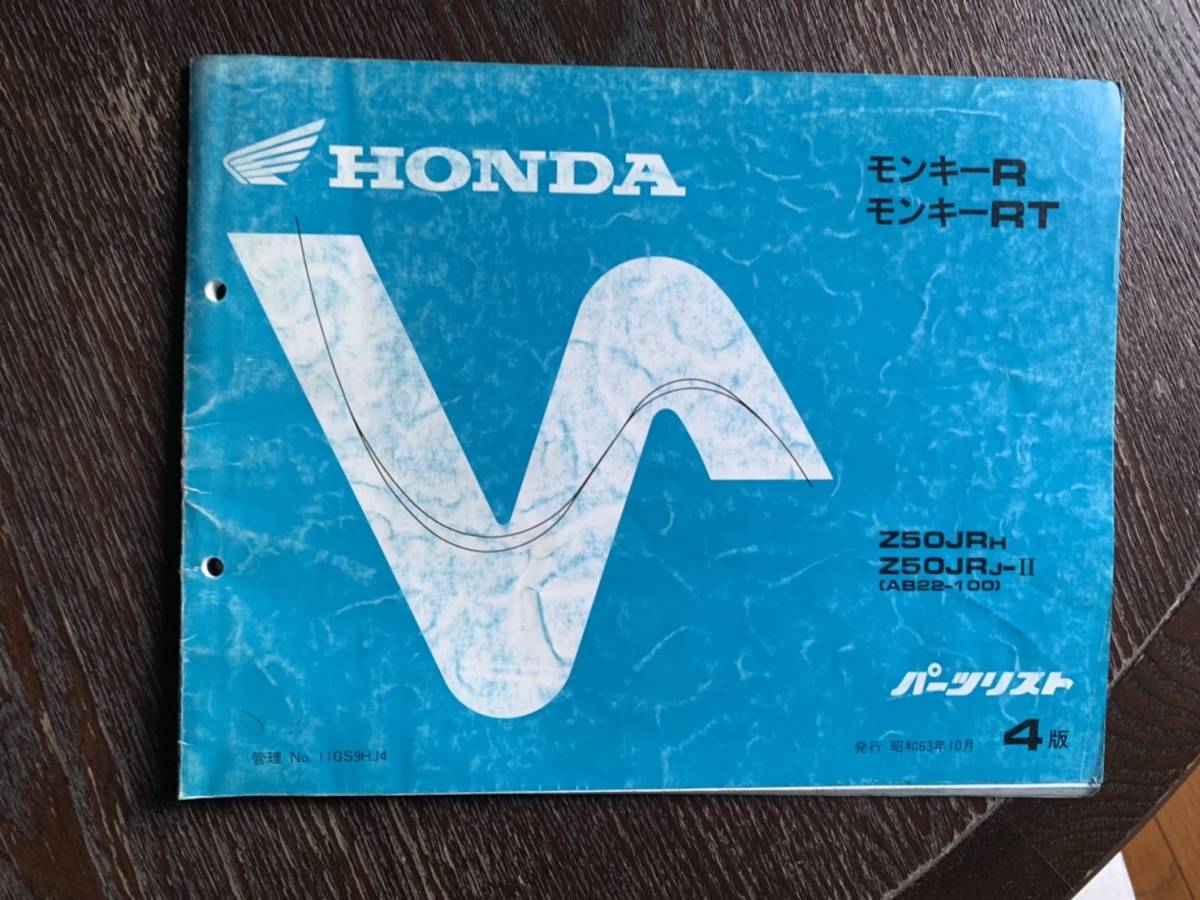 HONDA
モンキーR
モンキーRT
Z50JRH
Z50JRJ-II
(AB22-100)
パーツリスト
管理 No. 11GS9HJ4
発行 昭和63年10月 4版